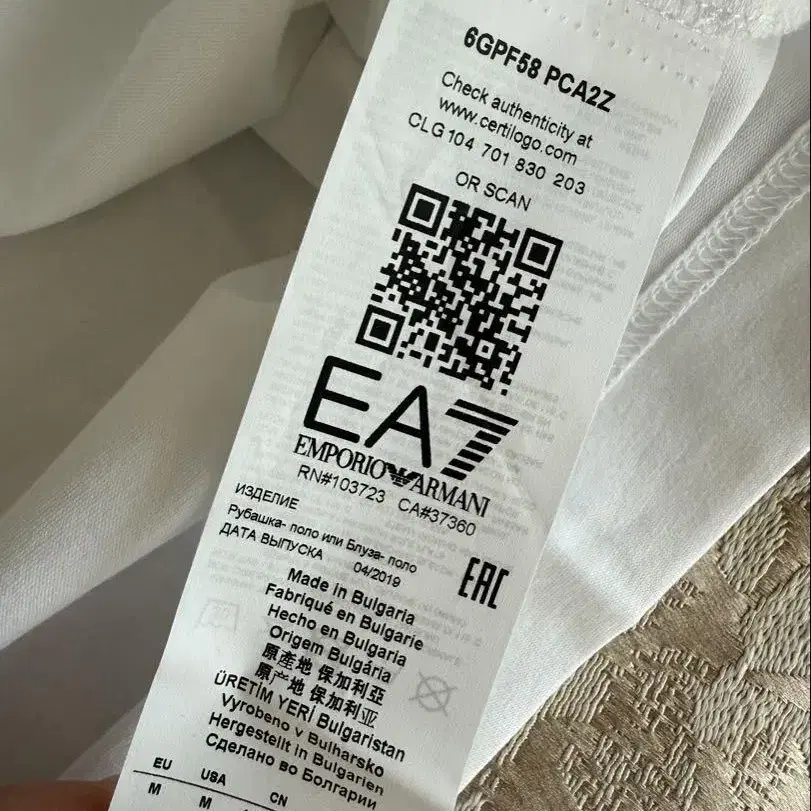 6GPF58 PCA2Z
Check authenticity at
www.certilogo.com
CLG 104 701 830 203
OR SCAN
EA7
EMPORIO ARMANI
RN#103723 CA#37360
ИЗДЕЛИЕ
Рубашка- поло или Блуза- поло
ДАТА ВЫПУСКА 04/2019
EAC
Made in Bulgaria
Fabriqué en Bulgarie
Hecho en Bulgaria
Origem Bulgária
原產地 保加利亞
原产地 保加利亚
ÜRETİM YERİ Bulgaristan
Vyrobeno v Bulharsko
Hergestellt in Bulgarien
Сделано во Болгарии
EU USA CN
M M